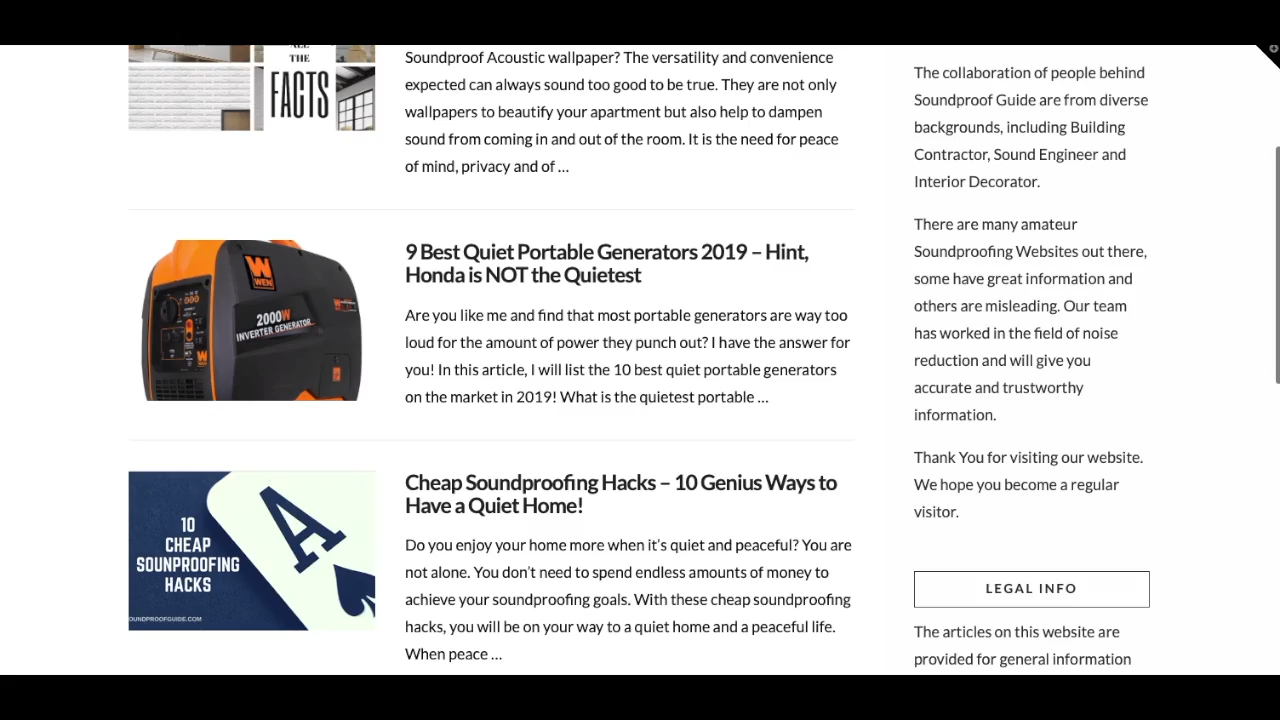 THE
FACTS
Soundproof Acoustic wallpaper? The versatility and convenience
expected can always sound too good to be true. They are not only
wallpapers to beautify your apartment but also help to dampen
sound from coming in and out of the room. It is the need for peace
of mind, privacy and of ...
WEN
2000W
INVERTER GENERATOR
9 Best Quiet Portable Generators 2019 – Hint,
Honda is NOT the Quietest
Are you like me and find that most portable generators are way too
loud for the amount of power they punch out? I have the answer for
you! In this article, I will list the 10 best quiet portable generators
on the market in 2019! What is the quietest portable ...
10
CHEAP
SOUNPROOFING
HACKS
OUNDPROOFGUIDE.COM
A
Cheap Soundproofing Hacks – 10 Genius Ways to
Have a Quiet Home!
Do you enjoy your home more when it's quiet and peaceful? You are
not alone. You don't need to spend endless amounts of money to
achieve your soundproofing goals. With these cheap soundproofing
hacks, you will be on your way to a quiet home and a peaceful life.
When peace ...
The collaboration of people behind
Soundproof Guide are from diverse
backgrounds, including Building
Contractor, Sound Engineer and
Interior Decorator.
There are many amateur
Soundproofing Websites out there,
some have great information and
others are misleading. Our team
has worked in the field of noise
reduction and will give you
accurate and trustworthy
information.
Thank You for visiting our website.
We hope you become a regular
visitor.
LEGAL INFO
The articles on this website are
provided for general information